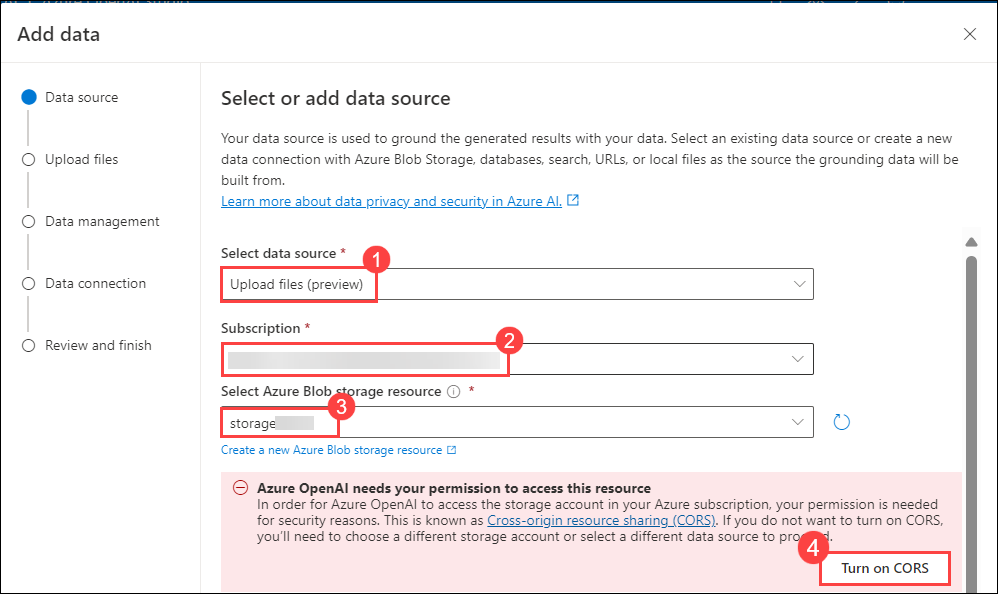 Add data
Data source
Upload files
Data management
Data connection
Review and finish
Select or add data source
Your data source is used to ground the generated results with your data. Select an existing data source or create a new
data connection with Azure Blob Storage, databases, search, URLs, or local files as the source the grounding data will be
built from.
Learn more about data privacy and security in Azure AI.
Select data source *
1
Upload files (preview)
Subscription *
2
Select Azure Blob storage resource *
3
storage
Create a new Azure Blob storage resource
Azure OpenAI needs your permission to access this resource
In order for Azure OpenAI to access the storage account in your Azure subscription, your permission is needed
for security reasons. This is known as Cross-origin resource sharing (CORS). If you do not want to turn on CORS,
you'll need to choose a different storage account or select a different data source to proceed.
4
Turn on CORS